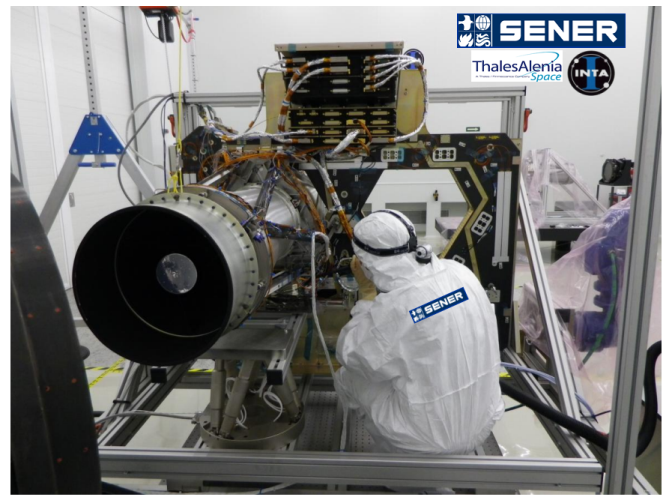 SENER
ThalesAlenia
Space
INTA
SENER